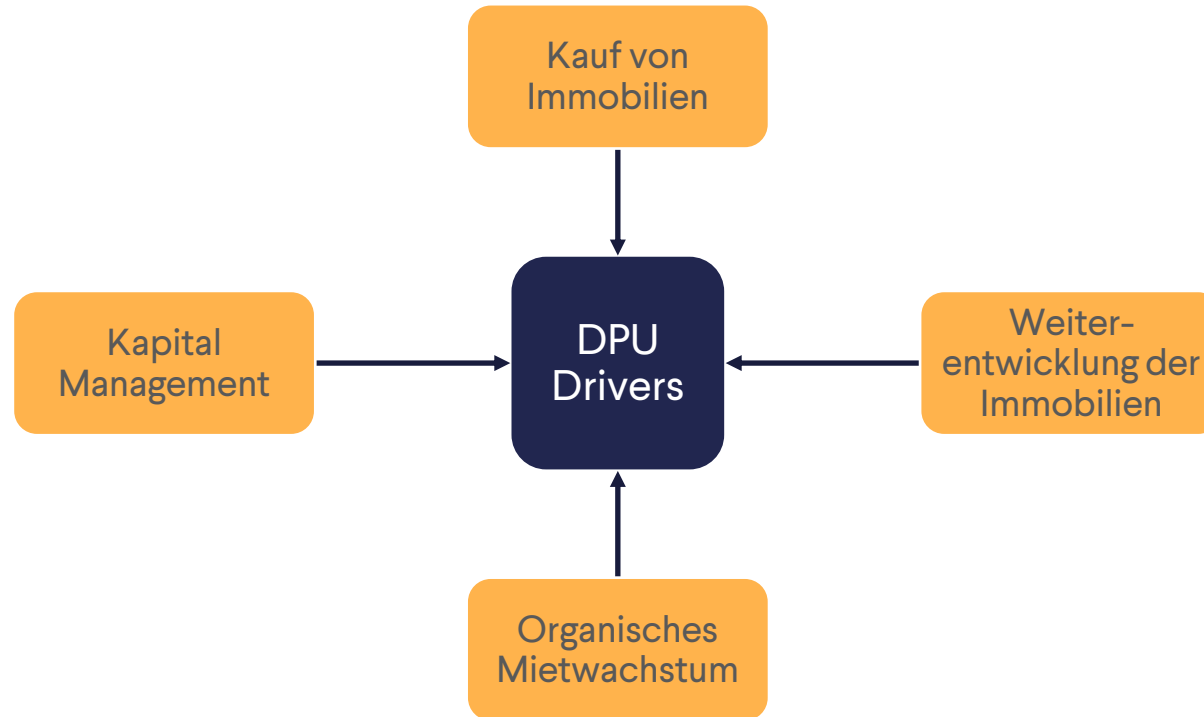 Kauf von
Immobilien
Kapital
Management
DPU
Drivers
Weiter-
entwicklung der
Immobilien
Organisches
Mietwachstum